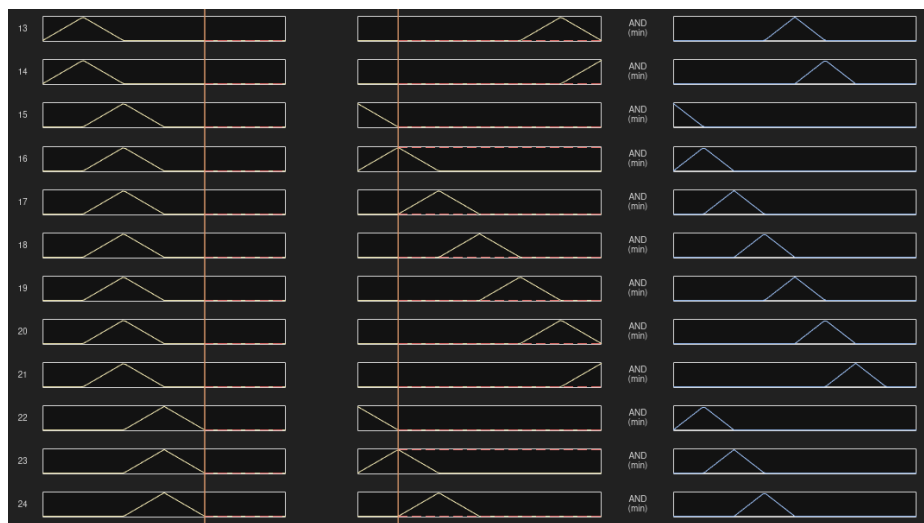 13 AND
(min)
14 AND
(min)
15 AND
(min)
16 AND
(min)
17 AND
(min)
18 AND
(min)
19 AND
(min)
20 AND
(min)
21 AND
(min)
22 AND
(min)
23 AND
(min)
24 AND
(min)